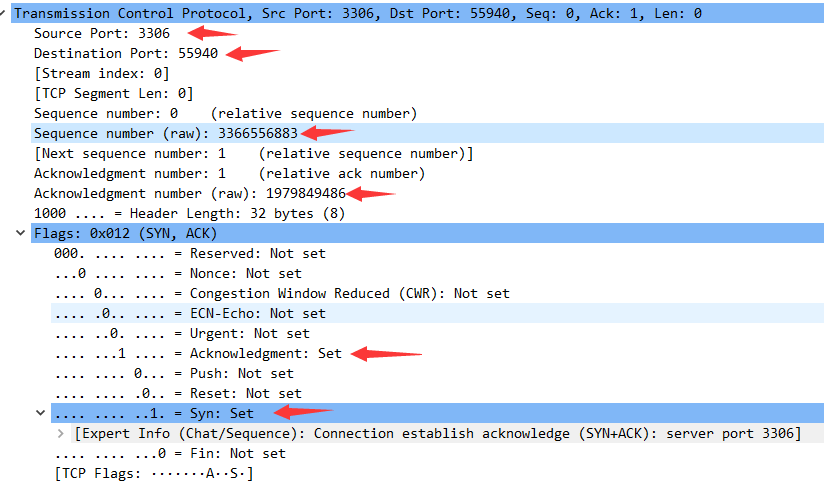 Transmission Control Protocol, Src Port: 3306, Dst Port: 55940, Seq: 0, Ack: 1, Len: 0
Source Port: 3306
Destination Port: 55940
[Stream index: 0]
[TCP Segment Len: 0]
Sequence number: 0    (relative sequence number)
Sequence number (raw): 3366556883
[Next sequence number: 1    (relative sequence number)]
Acknowledgment number: 1    (relative ack number)
Acknowledgment number (raw): 1979849486
1000 .... = Header Length: 32 bytes (8)
Flags: 0x012 (SYN, ACK)
000. .... .... = Reserved: Not set
...0 .... .... = Nonce: Not set
.... 0... .... = Congestion Window Reduced (CWR): Not set
.... .0.. .... = ECN-Echo: Not set
.... ..0. .... = Urgent: Not set
.... ...1 .... = Acknowledgment: Set
.... .... 0... = Push: Not set
.... .... .0.. = Reset: Not set
.... .... ..1. = Syn: Set
[Expert Info (Chat/Sequence): Connection establish acknowledge (SYN+ACK): server port 3306]
.... .... ...0 = Fin: Not set
[TCP Flags: ·······A··S·]